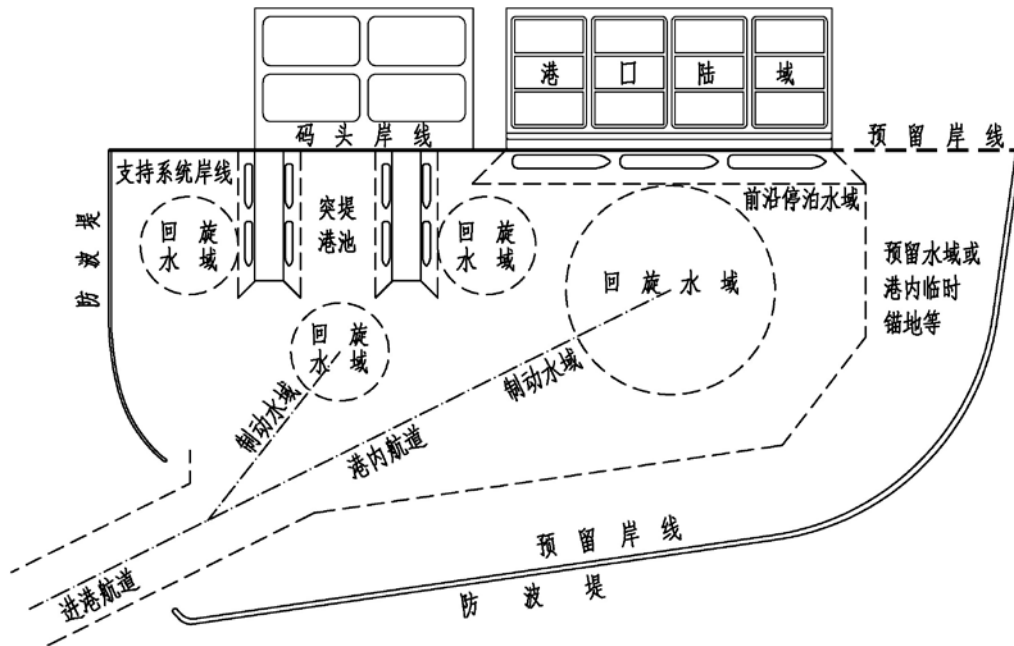 港口陆域
码头岸线
预留岸线
支持系统岸线
突堤
港池
前沿停泊水域
回旋
水域
回旋
水域
防波堤
预留水域或
港内临时
锚地等
回旋水域
回旋
水域
制动水域
制动水域
港内航道
预留岸线
进港航道
防波堤